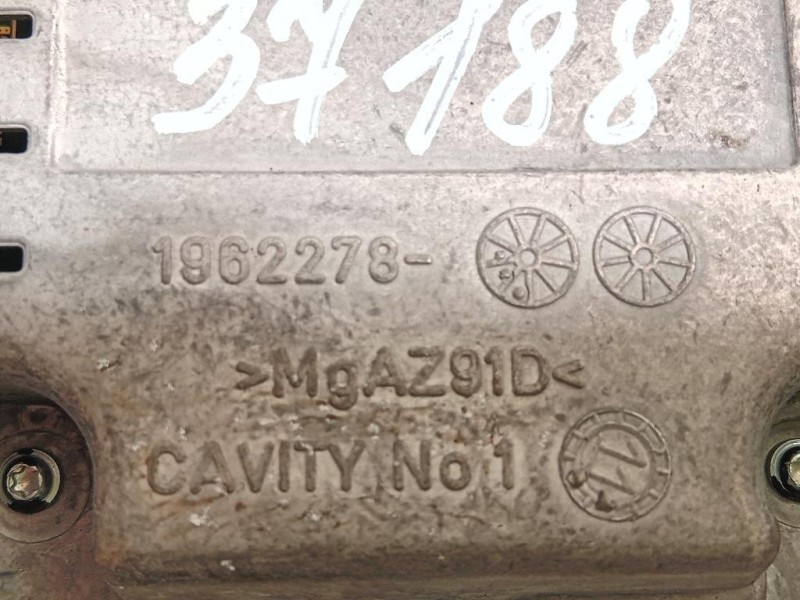 37188
1962278-
>MgAZ91D<
CAVITY No 1